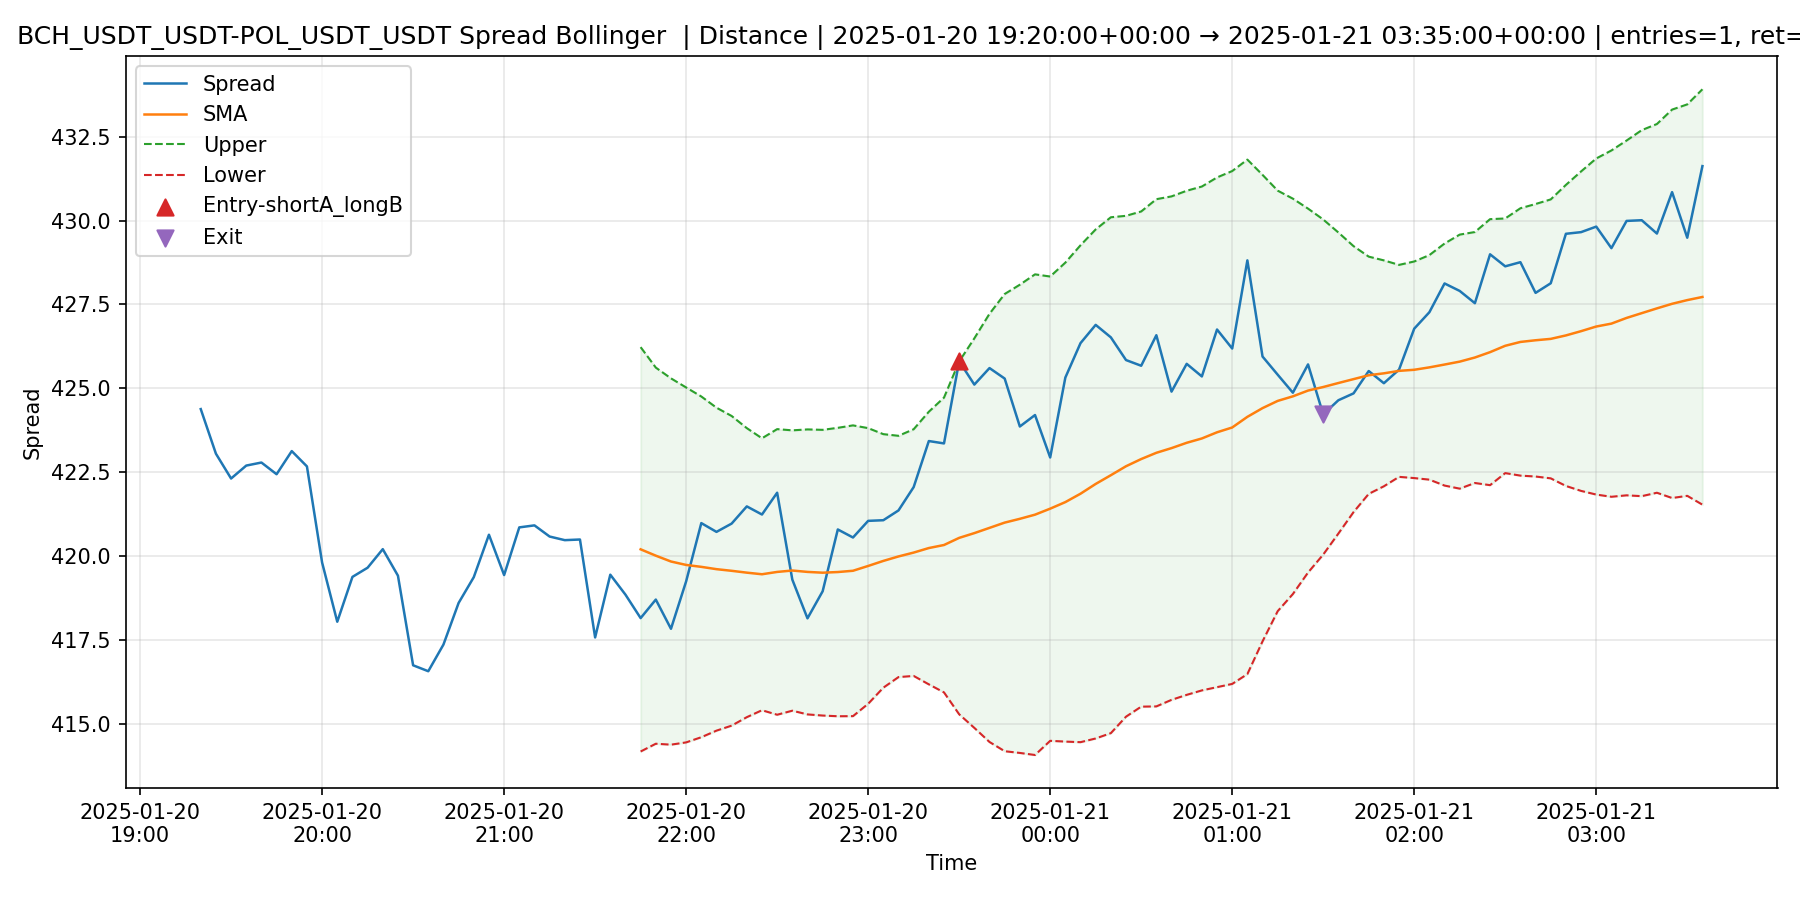 BCH_USDT_USDT-POL_USDT_USDT Spread Bollinger  | Distance | 2025-01-20 19:20:00+00:00 → 2025-01-21 03:35:00+00:00 | entries=1, ret=
Spread
SMA
Upper
Lower
Entry-shortA_longB
Exit
432.5
430.0
427.5
425.0
422.5
420.0
417.5
415.0
Spread
2025-01-20 2025-01-20 2025-01-20 2025-01-20 2025-01-20 2025-01-21 2025-01-21 2025-01-21 2025-01-21
19:00 20:00 21:00 22:00 23:00 00:00 01:00 02:00 03:00
Time